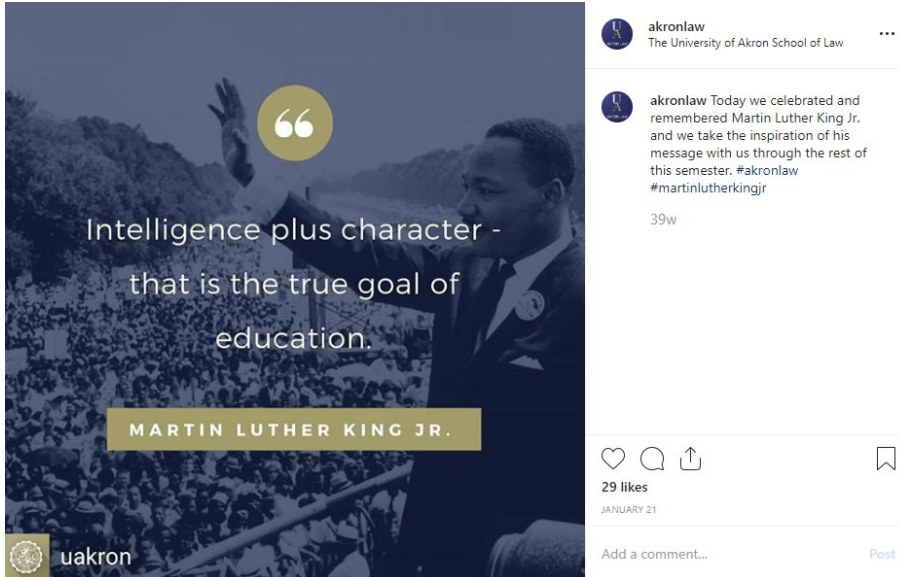 ❝
Intelligence plus character -
that is the true goal of
education.
MARTIN LUTHER KING JR.
uakron
akronlaw
The University of Akron School of Law
akronlaw Today we celebrated and
remembered Martin Luther King Jr.
and we take the inspiration of his
message with us through the rest of
this semester. #akronlaw
#martinlutherkingjr
39w
29 likes
JANUARY 21
Add a comment...
Post